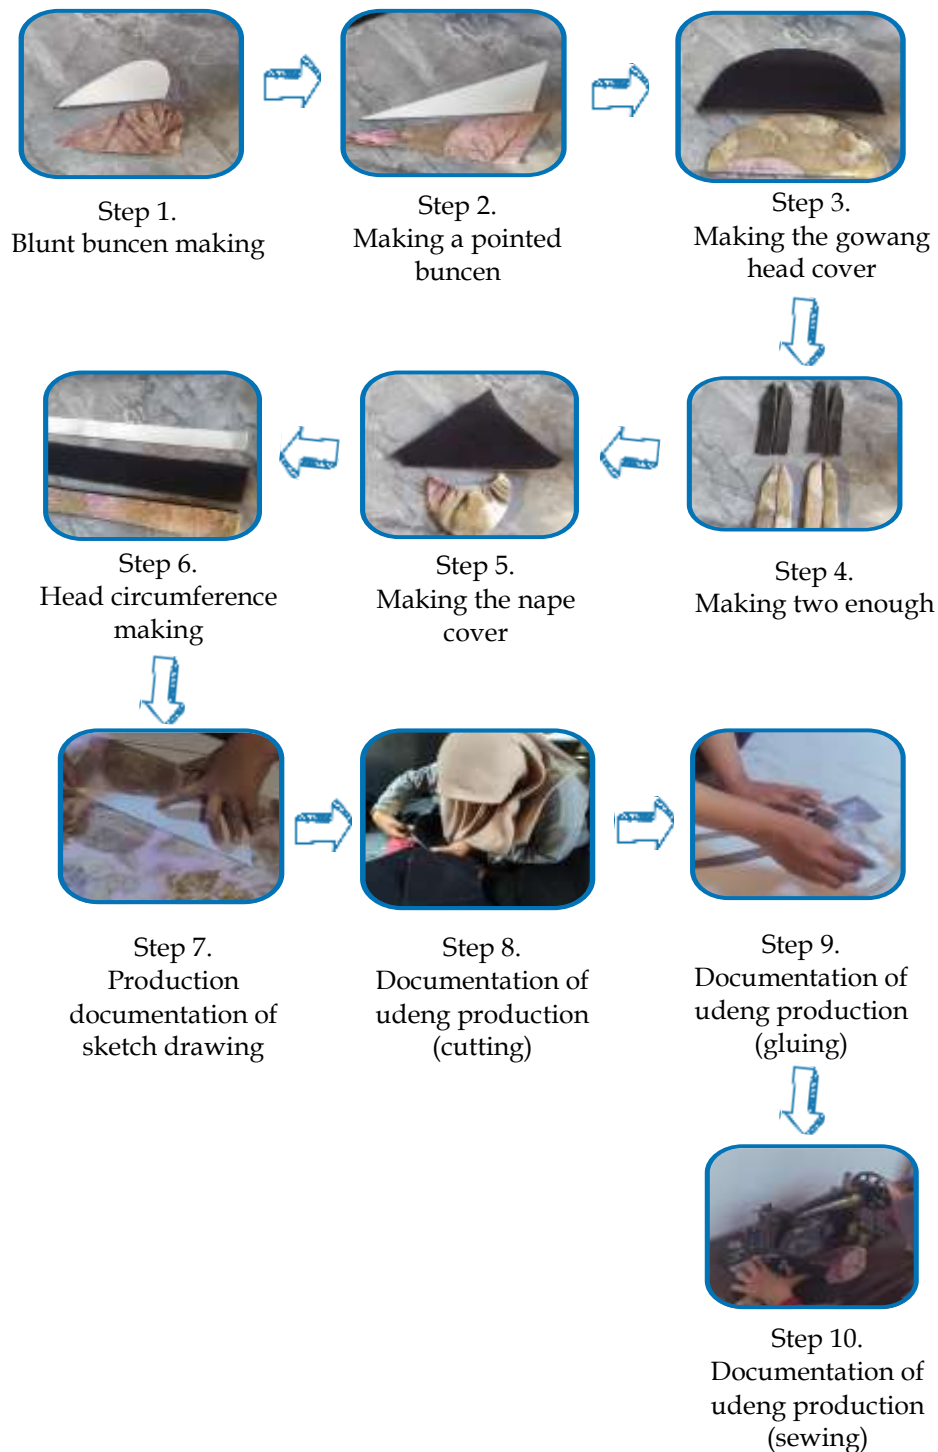 Step 1.
Blunt buncen making
Step 2.
Making a pointed
buncen
Step 3.
Making the gowang
head cover
Step 4.
Making two enough
Step 5.
Making the nape
cover
Step 6.
Head circumference
making
Step 7.
Production
documentation of
sketch drawing
Step 8.
Documentation of
udeng production
(cutting)
Step 9.
Documentation of
udeng production
(gluing)
Step 10.
Documentation of
udeng production
(sewing)